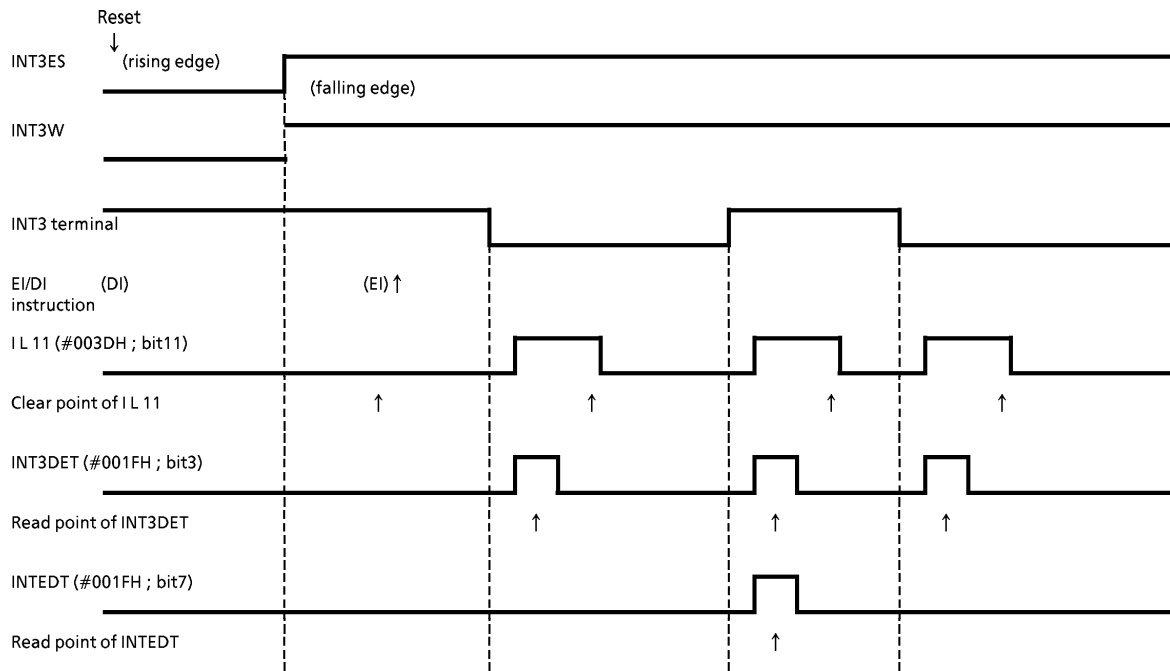 Reset
↓
INT3ES (rising edge)
(falling edge)
INT3W
INT3 terminal
EI/DI (DI) (EI) ↑
instruction
I L 11 (#003DH ; bit11)
Clear point of I L 11 ↑ ↑ ↑ ↑
INT3DET (#001FH ; bit3)
Read point of INT3DET ↑ ↑ ↑
INTEDT (#001FH ; bit7)
Read point of INTEDT ↑